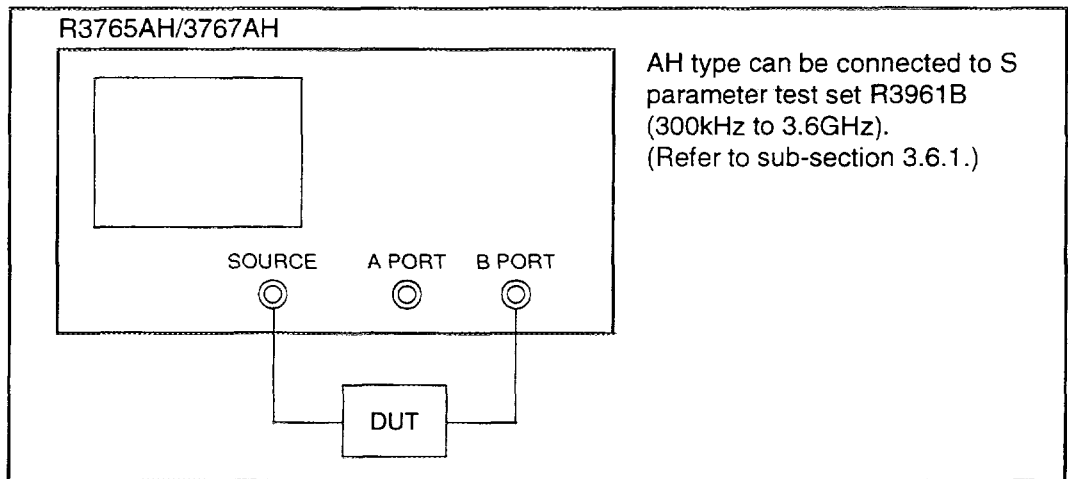 R3765AH/3767AH
AH type can be connected to S
parameter test set R3961B
(300kHz to 3.6GHz).
(Refer to sub-section 3.6.1.)
SOURCE A PORT B PORT
DUT